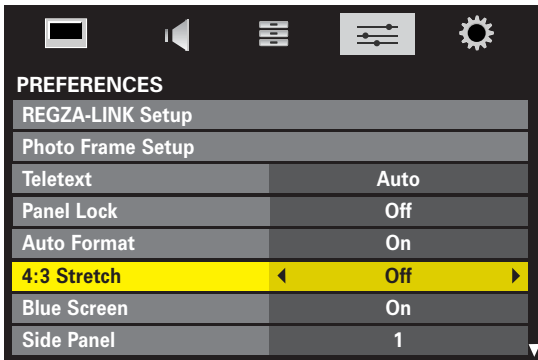 PREFERENCES
REGZA-LINK Setup
Photo Frame Setup
Teletext Auto
Panel Lock Off
Auto Format On
4:3 Stretch Off
Blue Screen On
Side Panel 1